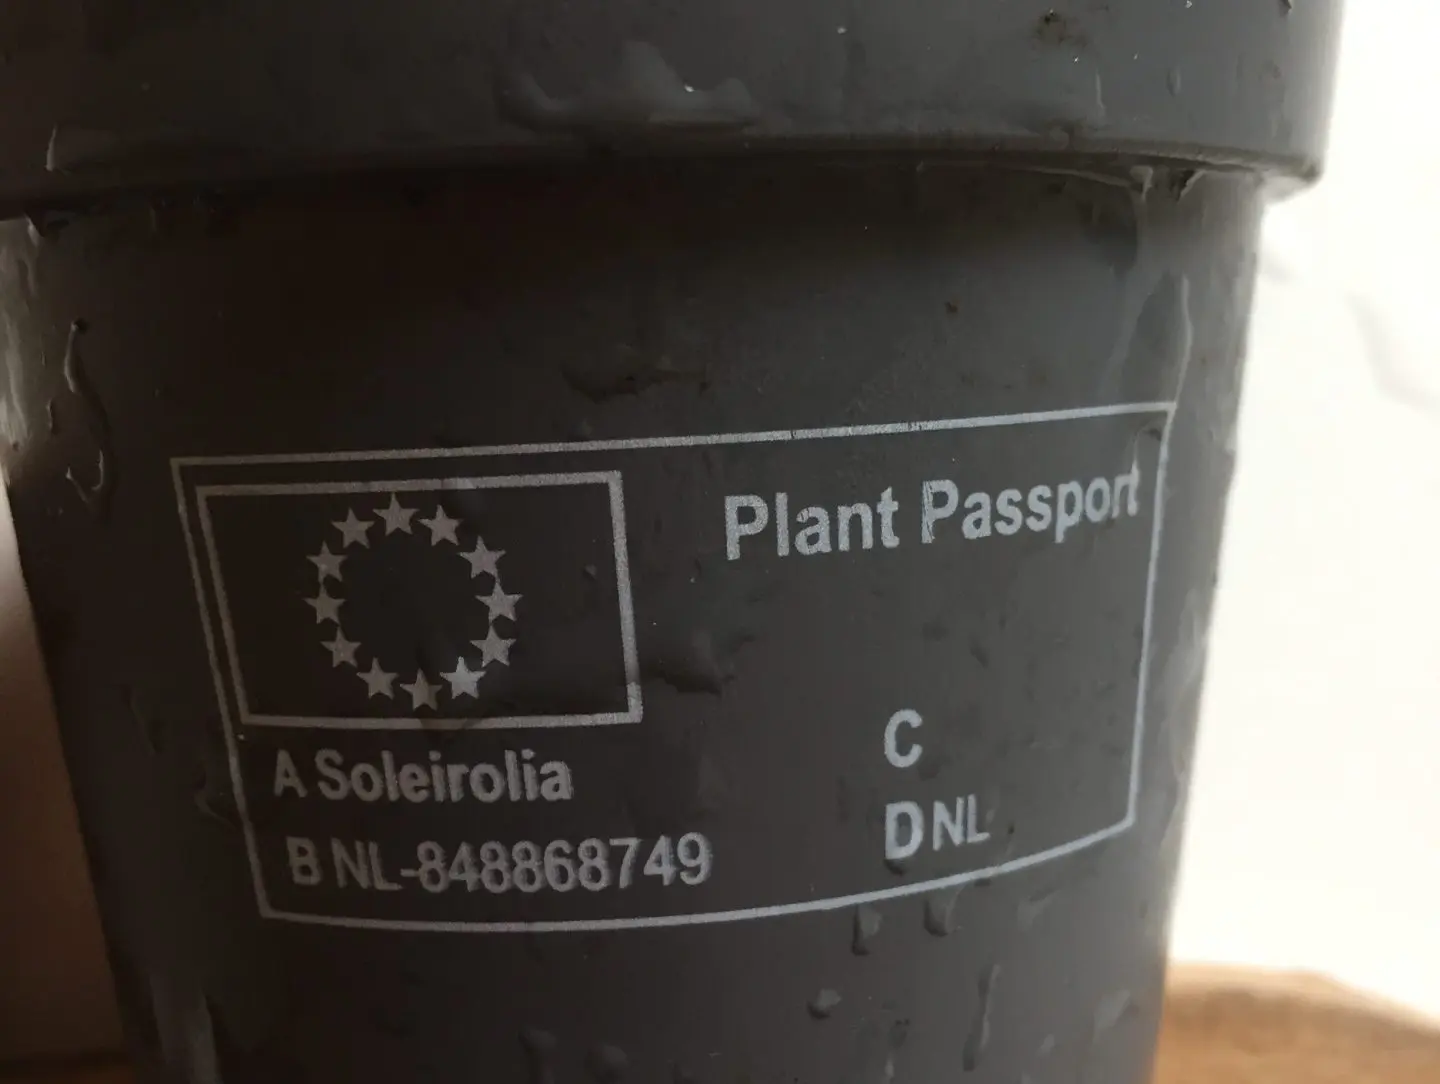 Plant Passport
A Soleirolia
B NL-848868749
C
D NL